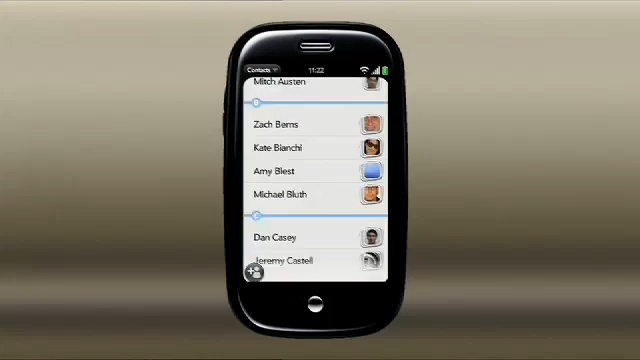 Contacts
11:22
Mitch Austen
B
Zach Berns
Kate Bianchi
Amy Blest
Michael Bluth
C
Dan Casey
Jeremy Castell